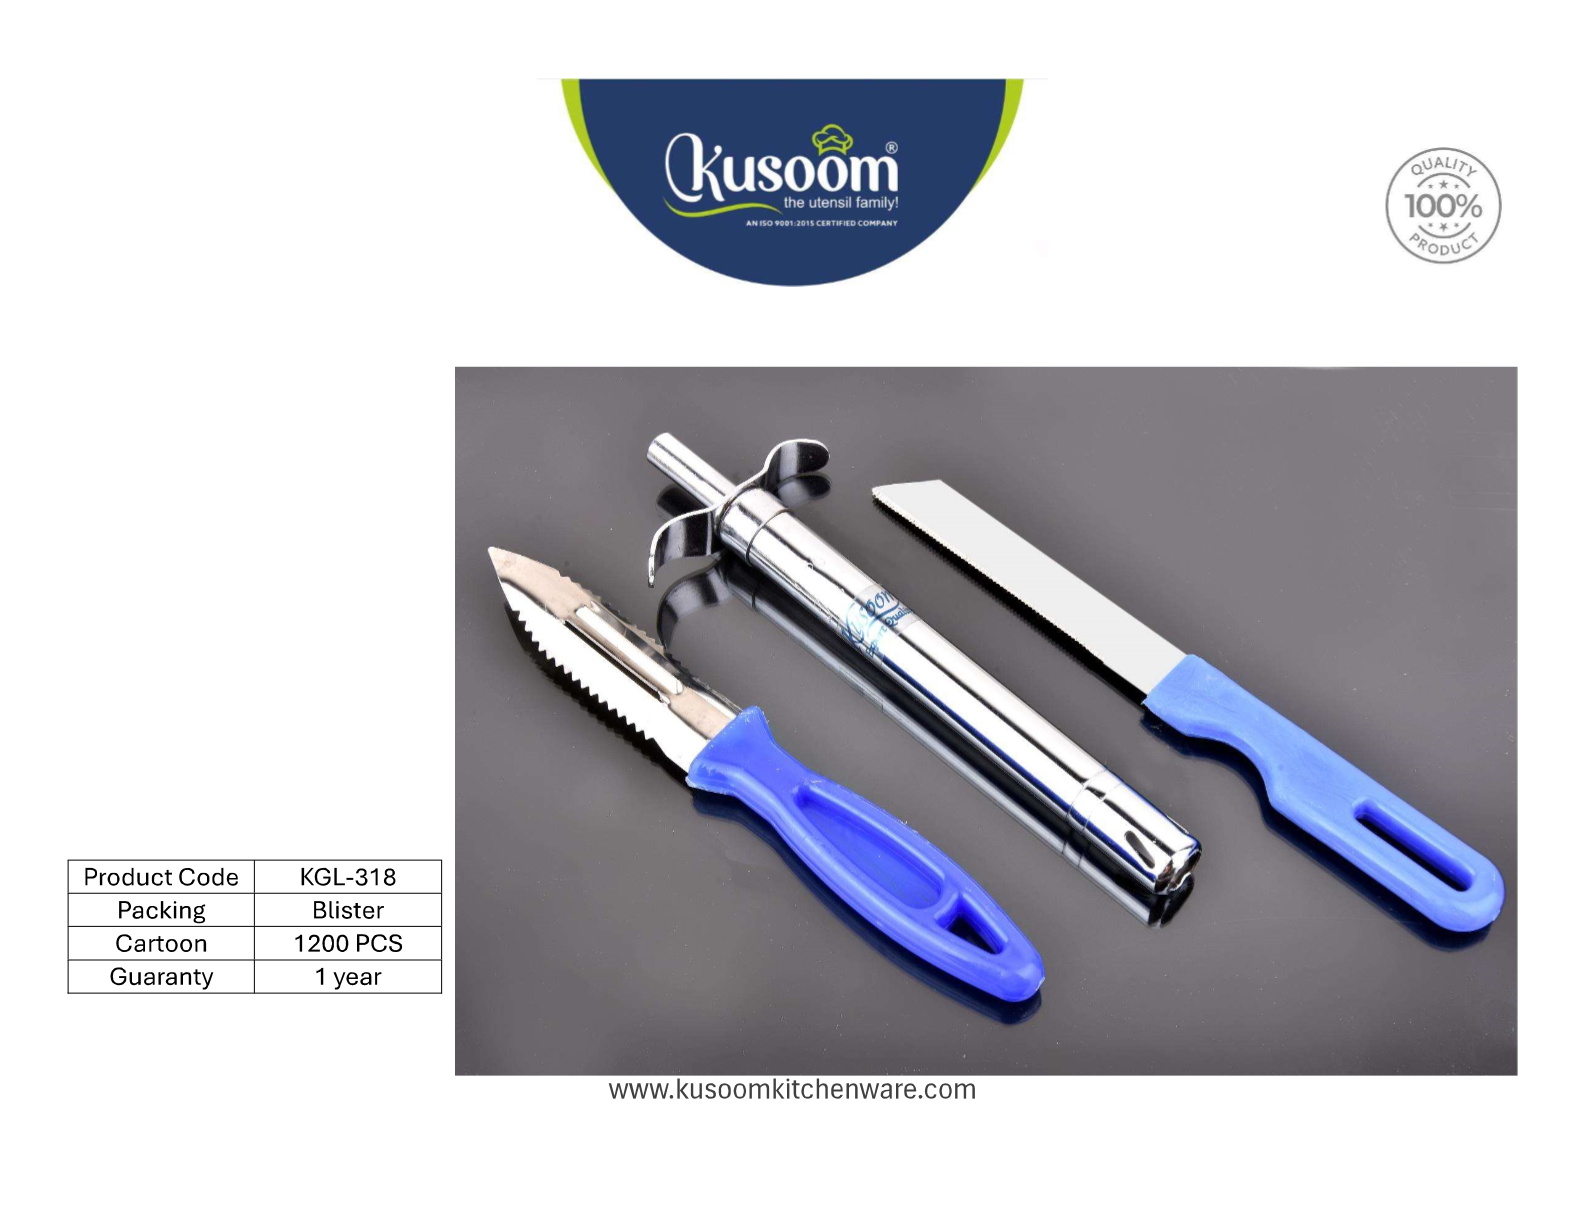 Kusoom®
the utensil family!
AN ISO 9001:2015 CERTIFIED COMPANY
QUALITY
100%
PRODUCT
Product Code KGL-318
Packing Blister
Cartoon 1200 PCS
Guaranty 1 year
www.kusoomkitchenware.com